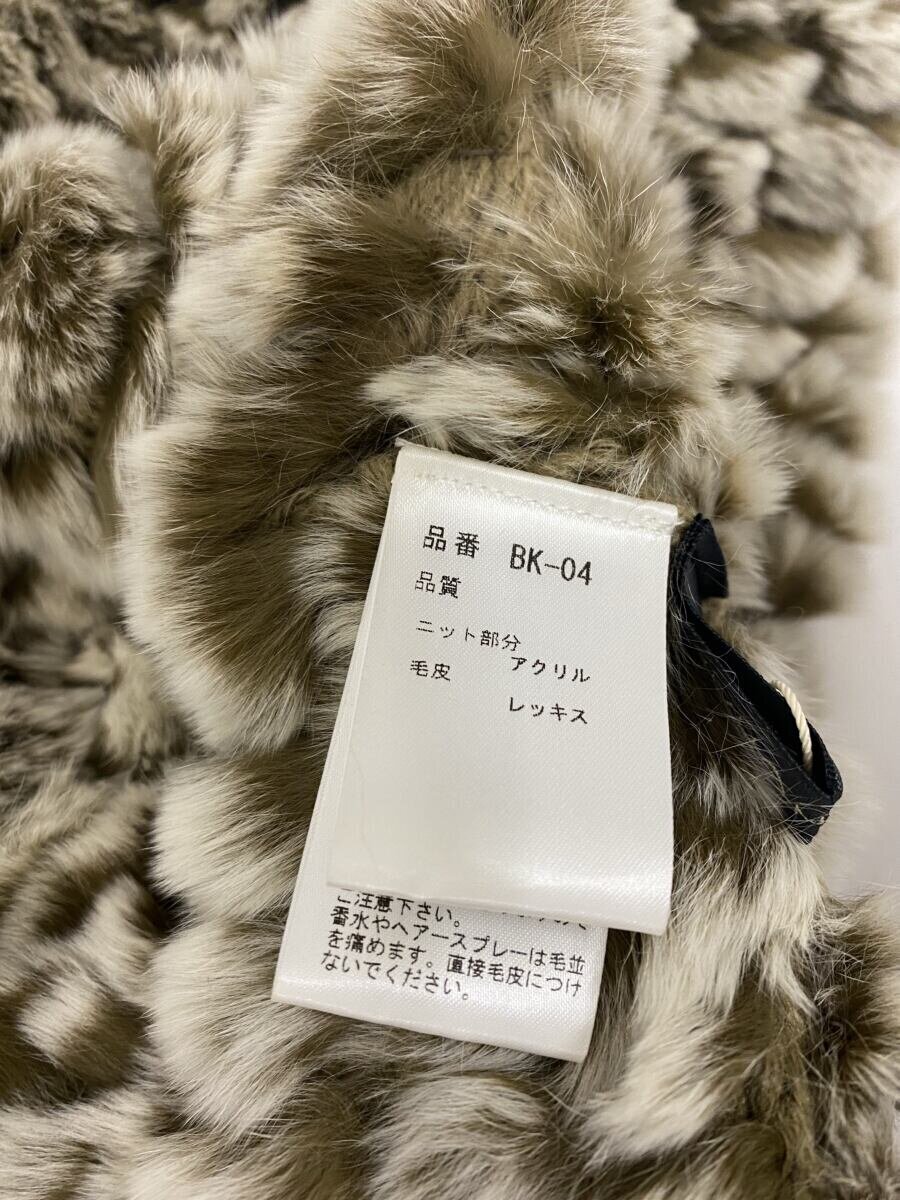 品番 BK-04
品質
ニット部分
アクリル
毛皮
レッキス
ご注意下さい。
香水やヘアースプレーは毛並
を痛めます。直接毛皮につけ
ないでください。